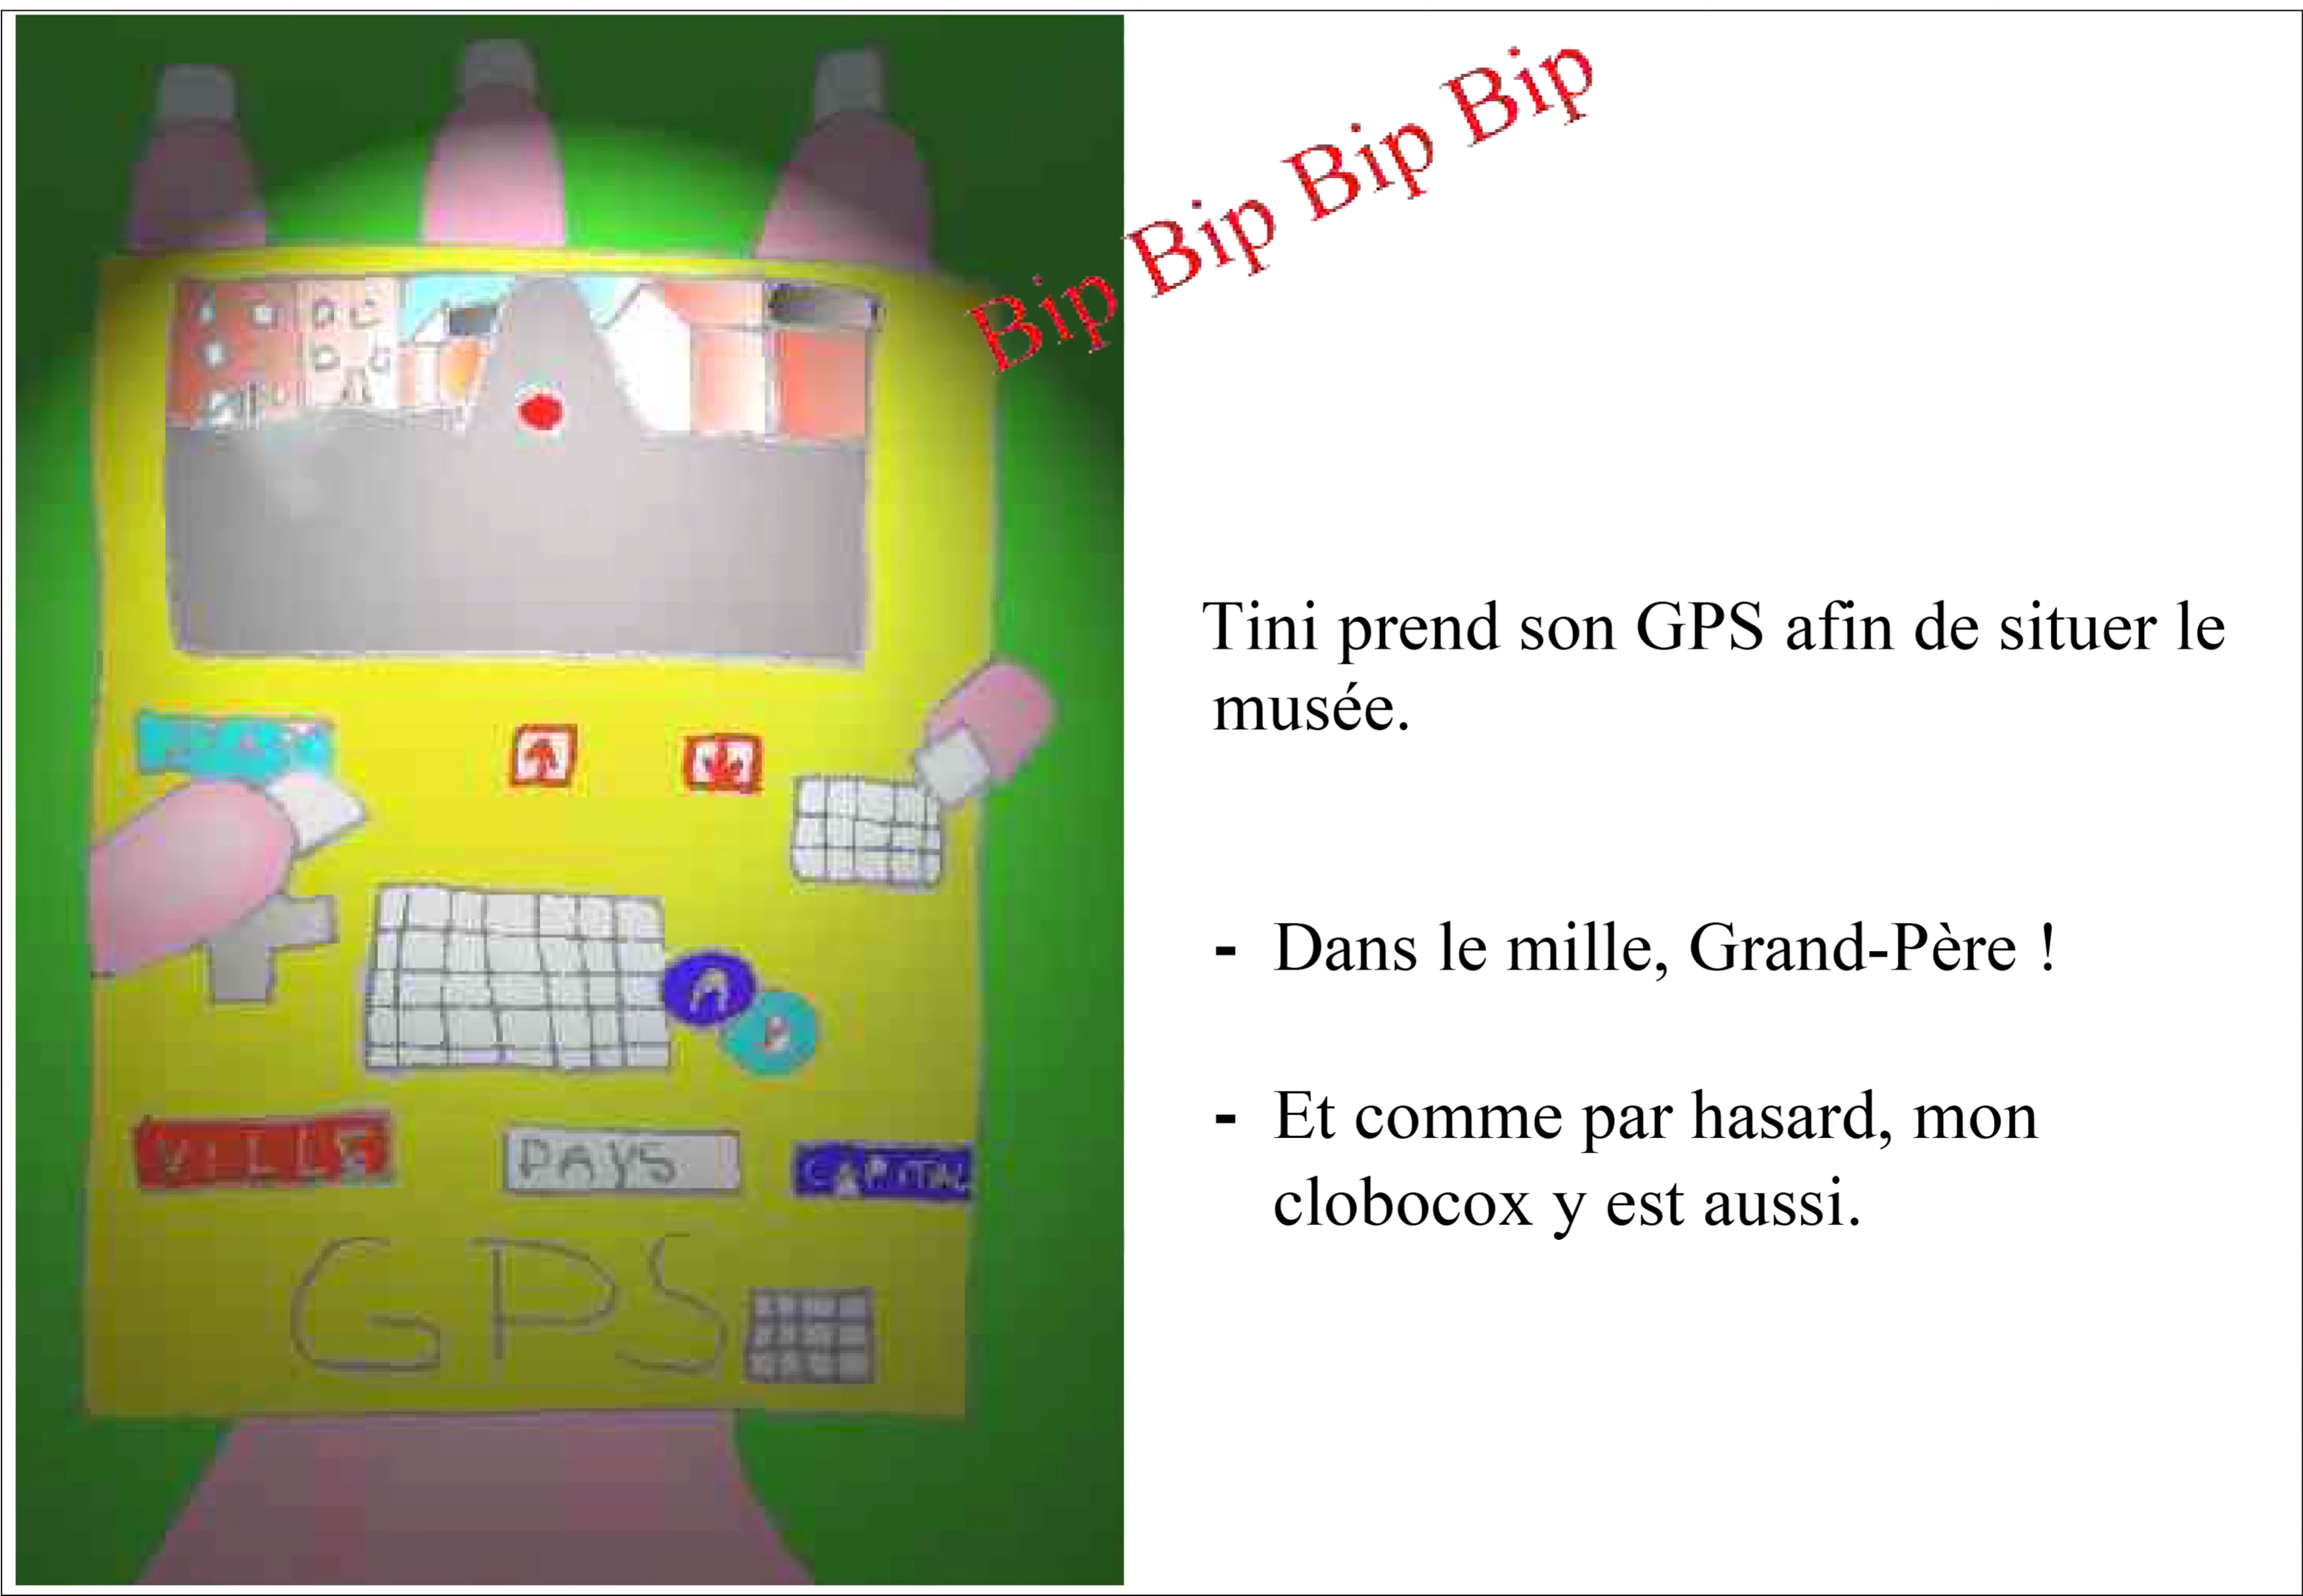 Bip Bip Bip Bip
Tini prend son GPS afin de situer le
musée.
- Dans le mille, Grand-Père !
- Et comme par hasard, mon
clobocox y est aussi.
A
P
VILLE
PAYS
GPS